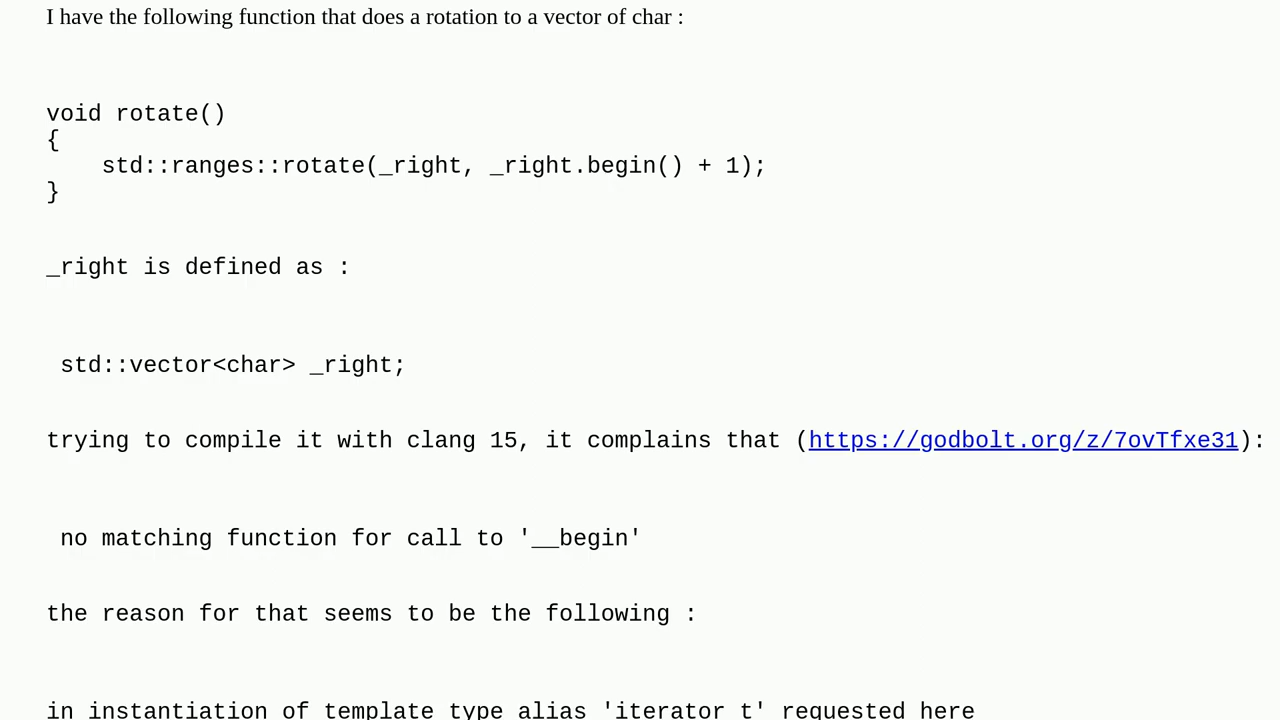 I have the following function that does a rotation to a vector of char :
void rotate()
{
    std::ranges::rotate(_right, _right.begin() + 1);
}
_right is defined as :
std::vector<char> _right;
trying to compile it with clang 15, it complains that (https://godbolt.org/z/7ovTfxe31):
no matching function for call to '__begin'
the reason for that seems to be the following :
in instantiation of template type alias 'iterator_t' requested here